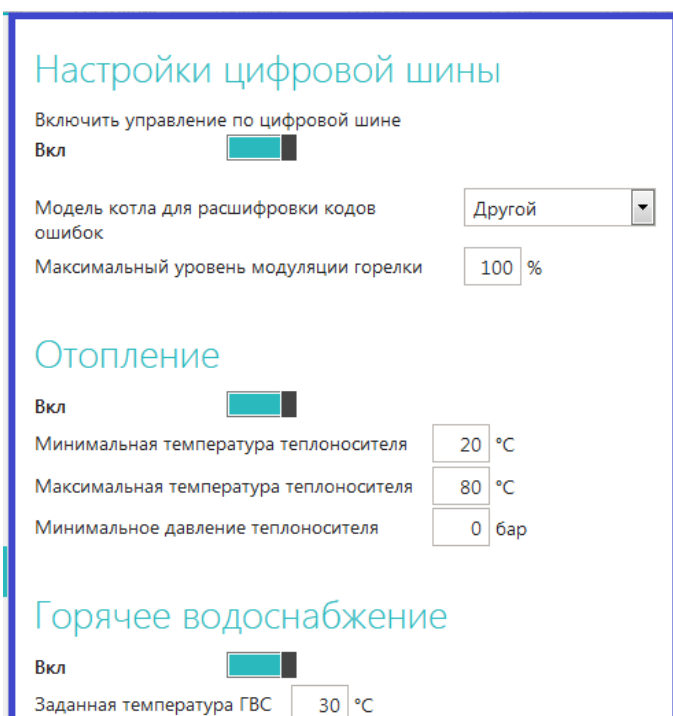 Настройки цифровой шины
Включить управление по цифровой шине
Вкл
Модель котла для расшифровки кодов Другой
ошибок
Максимальный уровень модуляции горелки 100 %
Отопление
Вкл
Минимальная температура теплоносителя 20 °C
Максимальная температура теплоносителя 80 °C
Минимальное давление теплоносителя 0 бар
Горячее водоснабжение
Вкл
Заданная температура ГВС 30 °C